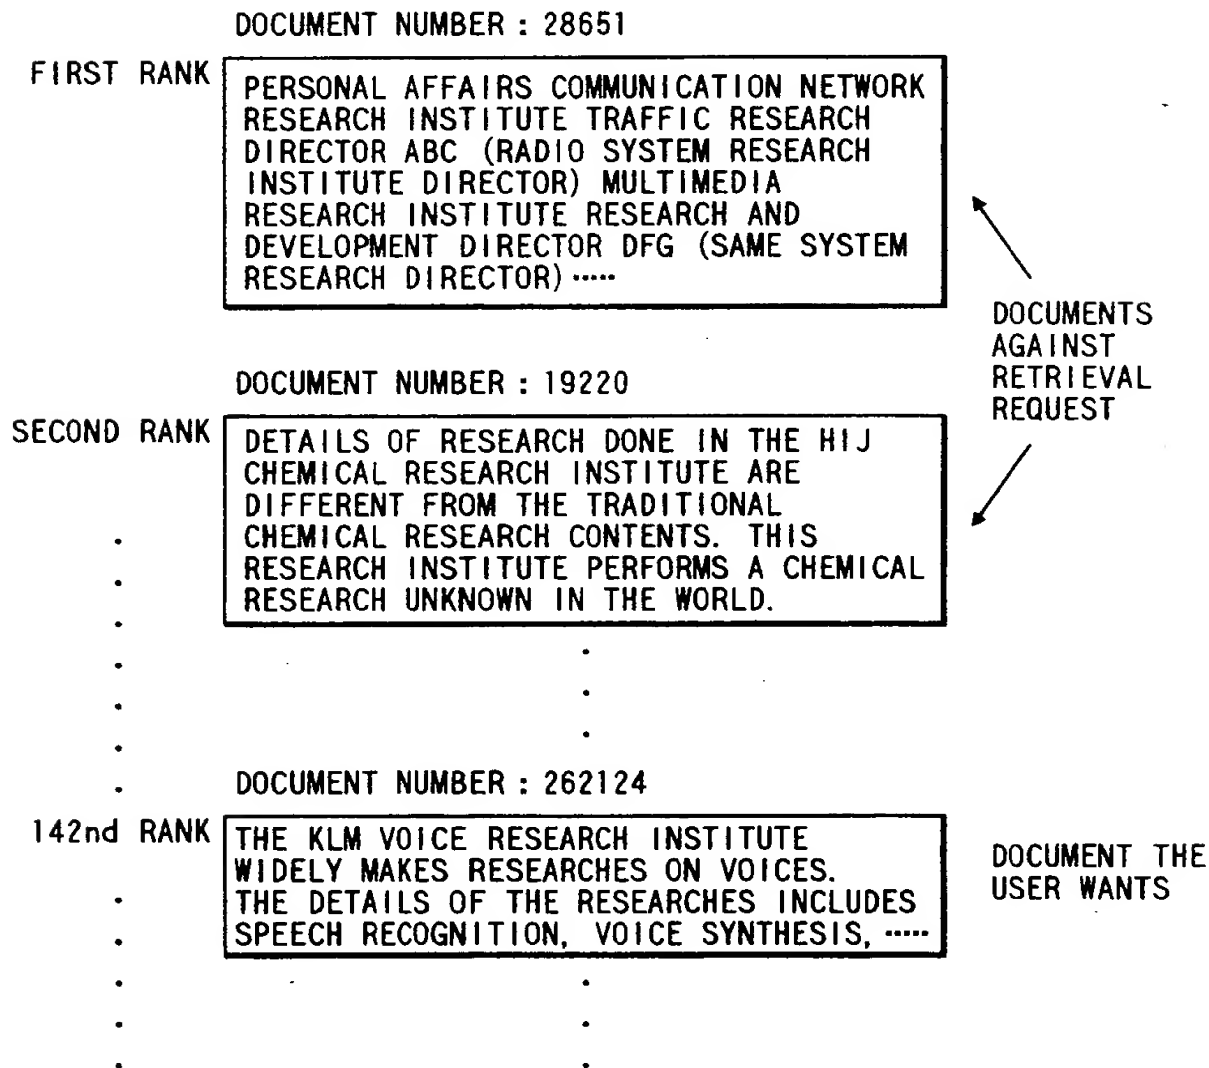 DOCUMENT NUMBER : 28651
FIRST RANK
PERSONAL AFFAIRS COMMUNICATION NETWORK
RESEARCH INSTITUTE TRAFFIC RESEARCH
DIRECTOR ABC (RADIO SYSTEM RESEARCH
INSTITUTE DIRECTOR) MULTIMEDIA
RESEARCH INSTITUTE RESEARCH AND
DEVELOPMENT DIRECTOR DFG (SAME SYSTEM
RESEARCH DIRECTOR) .....
DOCUMENTS
AGAINST
RETRIEVAL
REQUEST
DOCUMENT NUMBER : 19220
SECOND RANK
DETAILS OF RESEARCH DONE IN THE HIJ
CHEMICAL RESEARCH INSTITUTE ARE
DIFFERENT FROM THE TRADITIONAL
CHEMICAL RESEARCH CONTENTS. THIS
RESEARCH INSTITUTE PERFORMS A CHEMICAL
RESEARCH UNKNOWN IN THE WORLD.
DOCUMENT NUMBER : 262124
142nd RANK
THE KLM VOICE RESEARCH INSTITUTE
WIDELY MAKES RESEARCHES ON VOICES.
THE DETAILS OF THE RESEARCHES INCLUDES
SPEECH RECOGNITION, VOICE SYNTHESIS, .....
DOCUMENT THE
USER WANTS